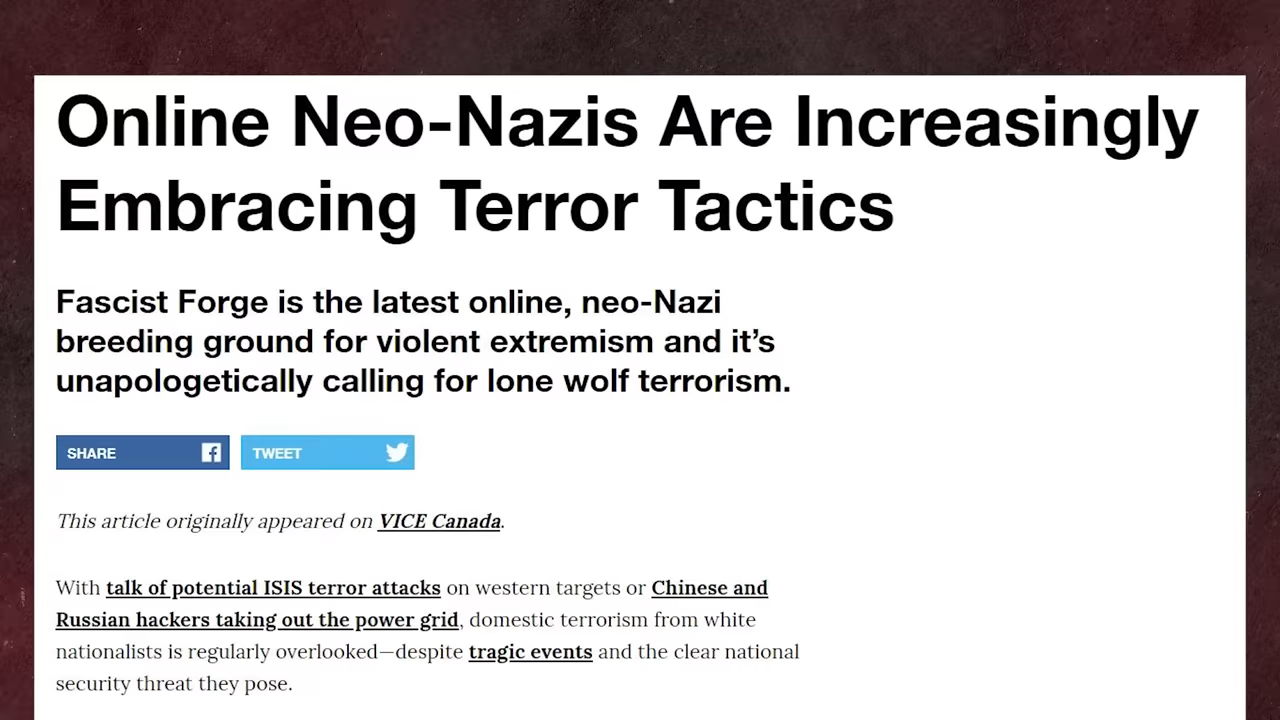 Online Neo-Nazis Are Increasingly
Embracing Terror Tactics
Fascist Forge is the latest online, neo-Nazi
breeding ground for violent extremism and it’s
unapologetically calling for lone wolf terrorism.
SHARE
TWEET
This article originally appeared on VICE Canada.
With talk of potential ISIS terror attacks on western targets or Chinese and
Russian hackers taking out the power grid, domestic terrorism from white
nationalists is regularly overlooked—despite tragic events and the clear national
security threat they pose.